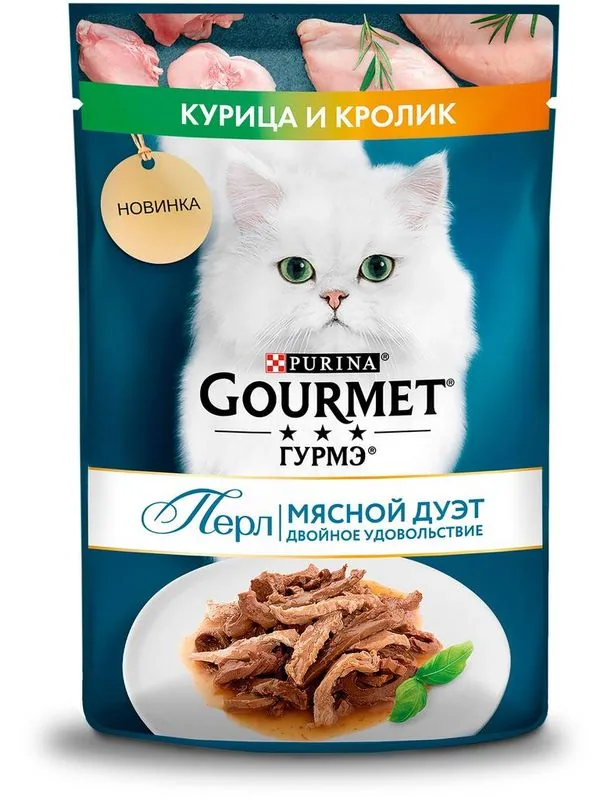 КУРИЦА И КРОЛИК
НОВИНКА
PURINA®
GOURMET®
ГУРМЭ®
Перл | МЯСНОЙ ДУЭТ
ДВОЙНОЕ УДОВОЛЬСТВИЕ